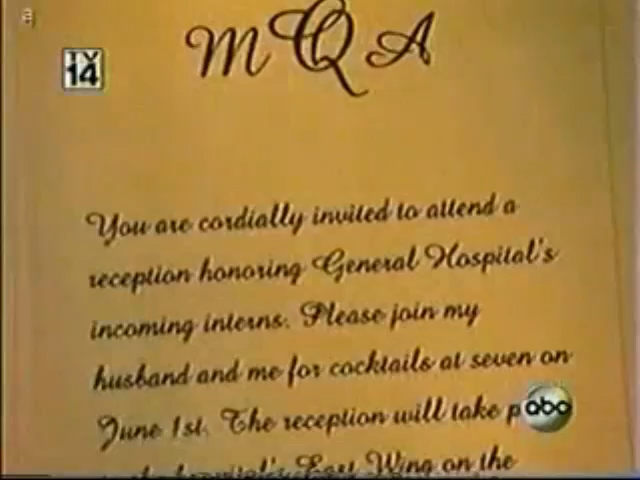 TV
14
MQA
You are cordially invited to attend a
reception honoring General Hospital's
incoming interns. Please join my
husband and me for cocktails at seven on
June 1st. The reception will take
abc
hospital's East Wing on the